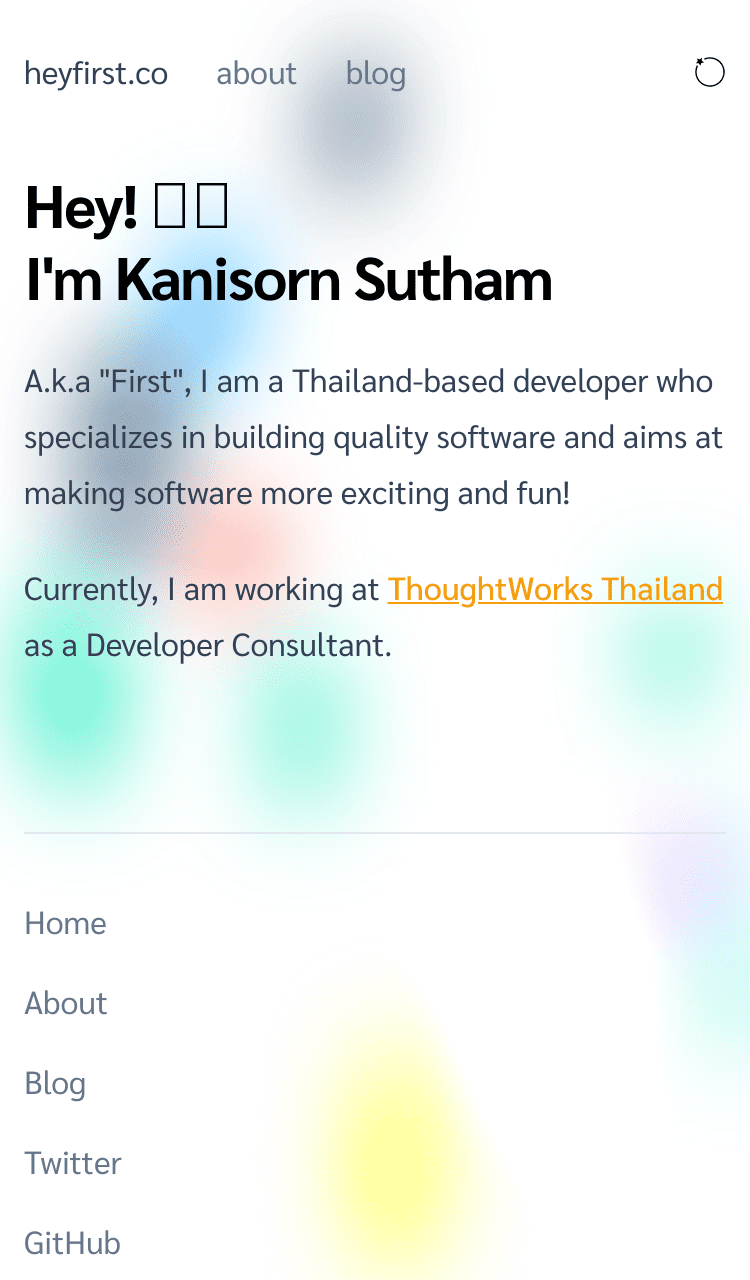 heyfirst.co about blog
Hey!
I'm Kanisorn Sutham
A.k.a "First", I am a Thailand-based developer who
specializes in building quality software and aims at
making software more exciting and fun!
Currently, I am working at ThoughtWorks Thailand
as a Developer Consultant.
Home
About
Blog
Twitter
GitHub